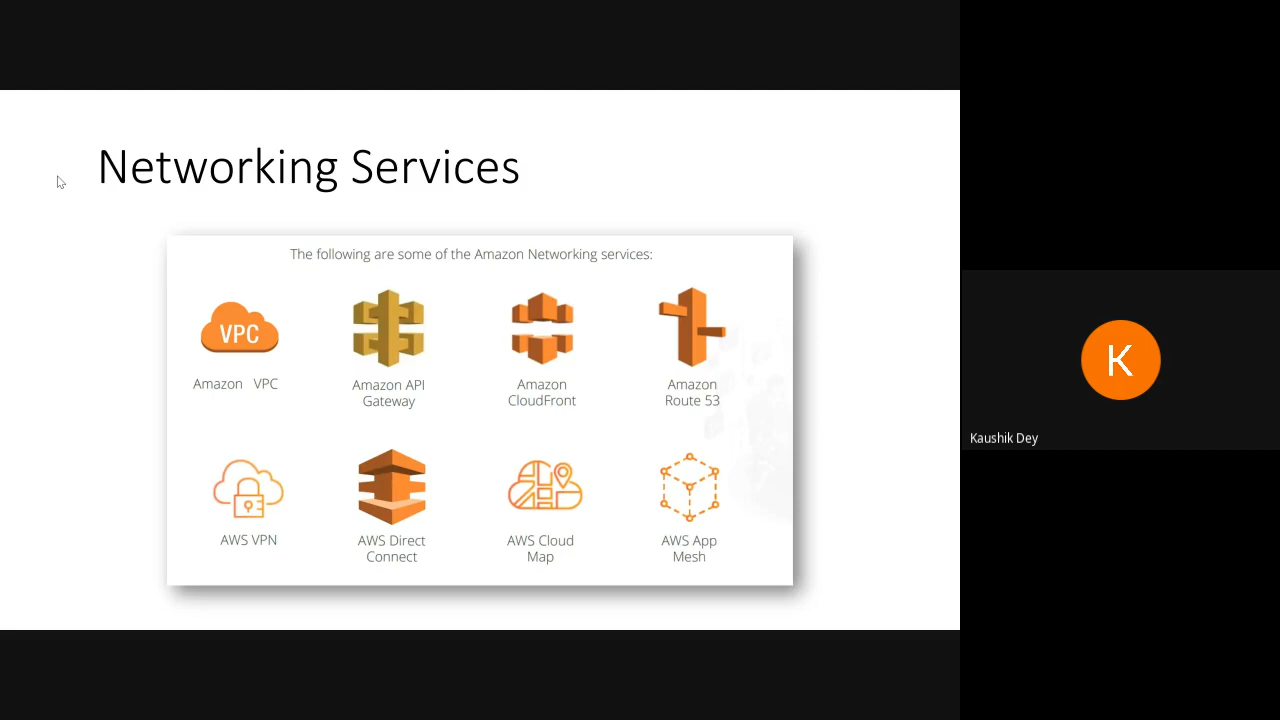 Networking Services
The following are some of the Amazon Networking services:
VPC
Amazon VPC
Amazon API
Gateway
Amazon
CloudFront
Amazon
Route 53
AWS VPN
AWS Direct
Connect
AWS Cloud
Map
AWS App
Mesh
K
Kaushik Dey